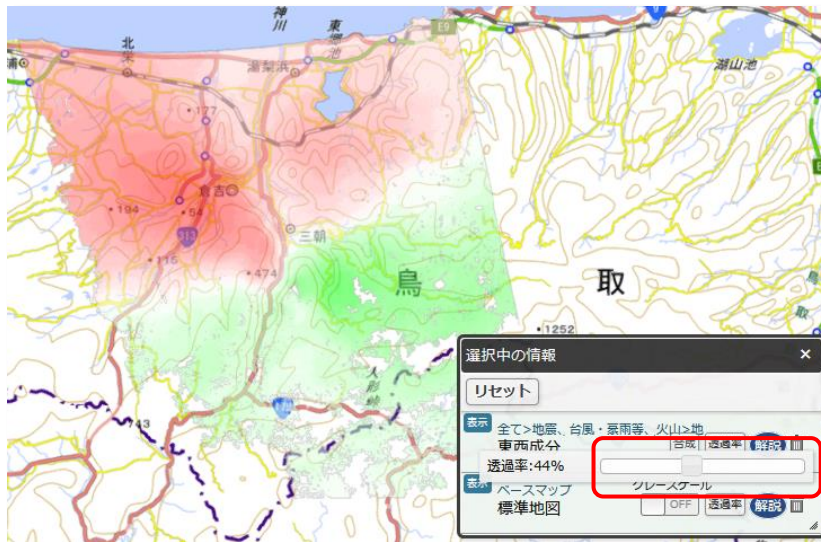 神川
東郷池
E9
9
北栄
浦
湯梨浜
湖山池
・177
倉吉
・194
・54
313
三朝
・115
・474
鳥
取
鳥
取
・1252
人形峠
179
743
選択中の情報
×
リセット
表示
全て>地震、台風・豪雨等、火山>地
東西成分
合成
透過率
解説
透過率:44%
表示
ベースマップ
グレースケール
標準地図
OFF
透過率
解説